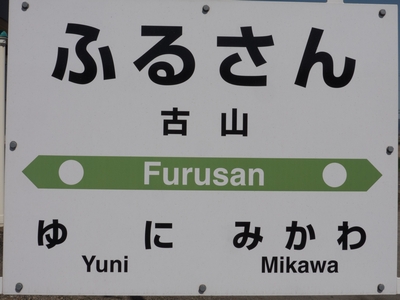 ふるさん
古山
Furusan
ゆに みかわ
Yuni Mikawa